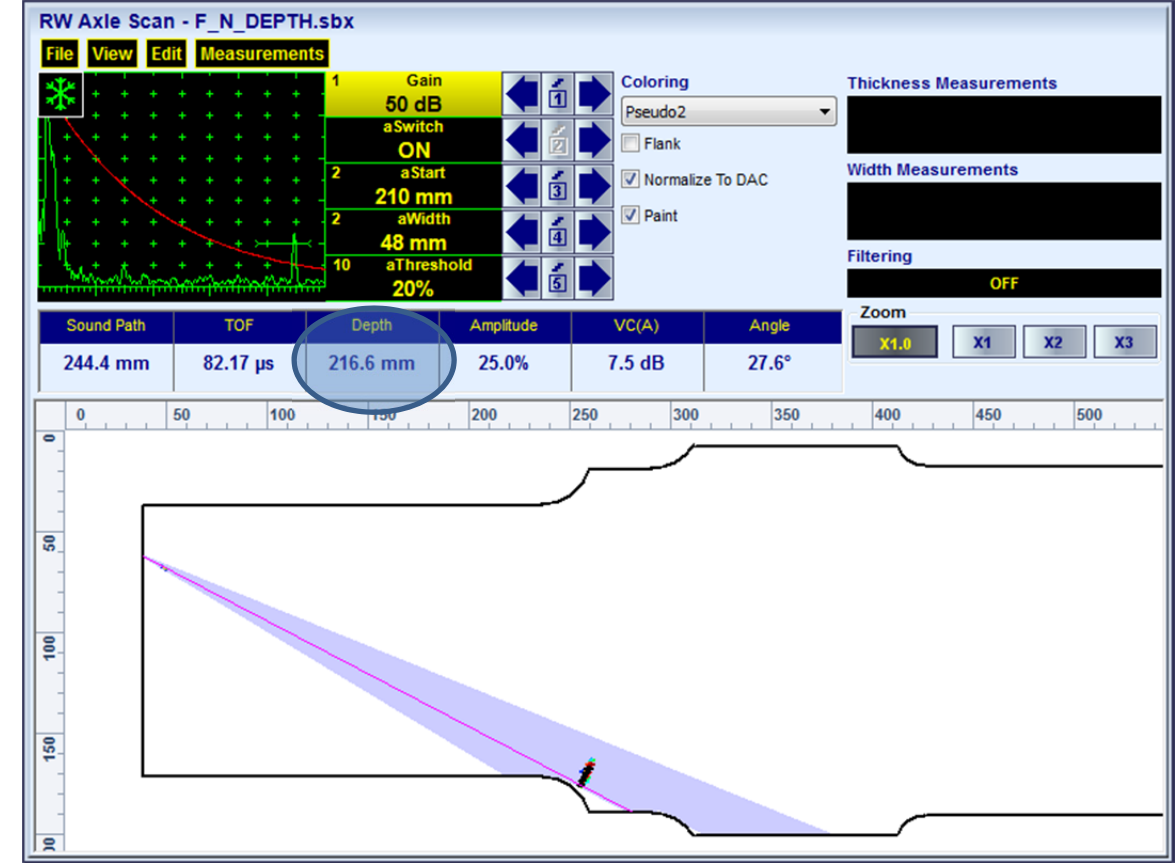 RW Axle Scan - F_N_DEPTH.sbx
File View Edit Measurements
1 Gain
50 dB
1
aSwitch
ON
2
2 aStart
210 mm
3
2 aWidth
48 mm
4
10 aThreshold
20%
5
Coloring
Pseudo2
Flank
Normalize To DAC
Paint
Thickness Measurements
Width Measurements
Filtering
OFF
Zoom
X1.0 X1 X2 X3
Sound Path TOF Depth Amplitude VC(A) Angle
244.4 mm 82.17 µs 216.6 mm 25.0% 7.5 dB 27.6°
0 50 100 150 200 250 300 350 400 450 500
0
50
100
150